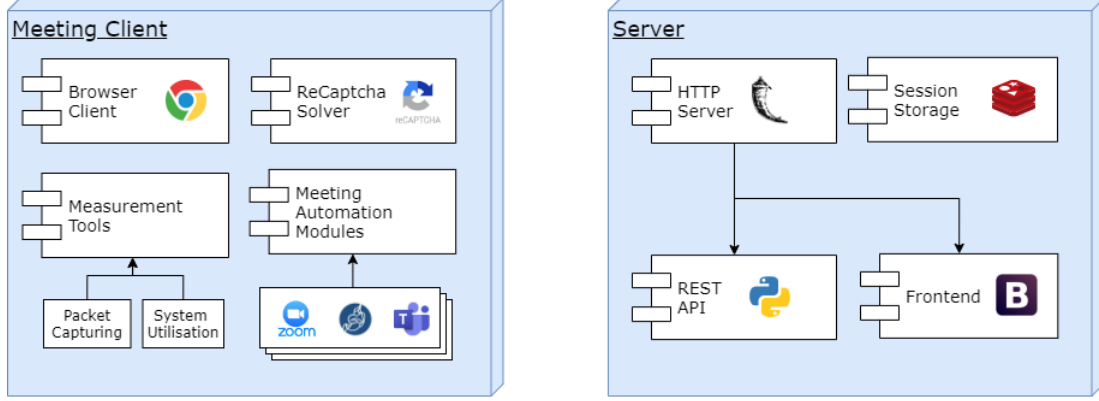 Meeting Client
Browser
Client
ReCaptcha
Solver
reCAPTCHA
Measurement
Tools
Meeting
Automation
Modules
Packet
Capturing
System
Utilisation
zoom
T
Server
HTTP
Server
Session
Storage
REST
API
Frontend
B